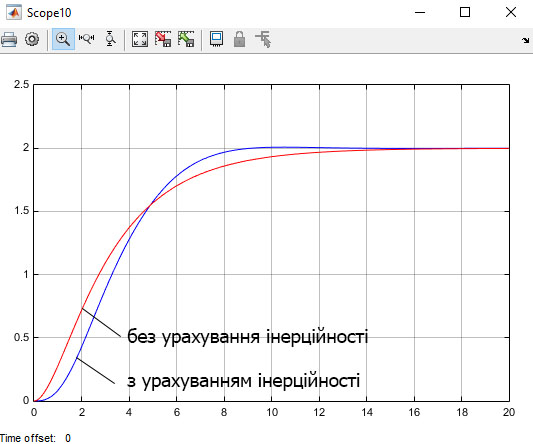 Scope10
2.5
2
1.5
1
0.5
0
без урахування інерційності
з урахуванням інерційності
0 2 4 6 8 10 12 14 16 18 20
Time offset: 0